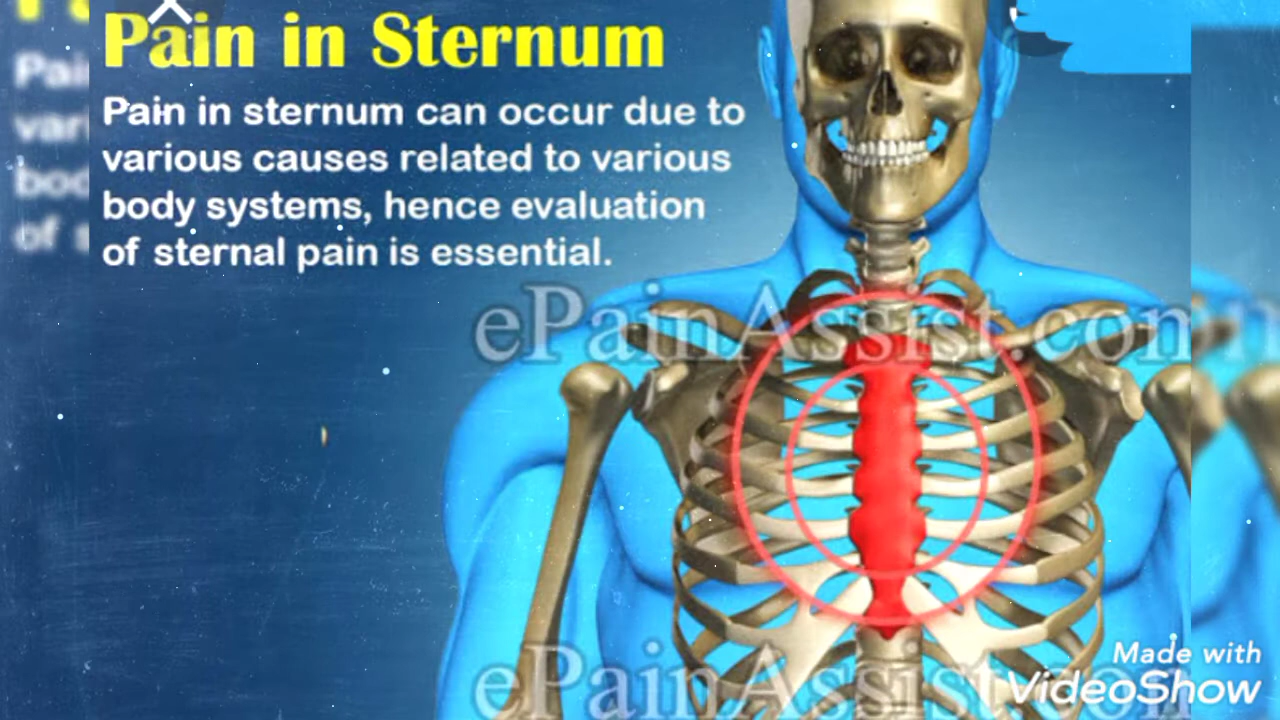 Pain in Sternum
Pain in sternum can occur due to
various causes related to various
body systems, hence evaluation
of sternal pain is essential.
ePainAssist.com
ePainAssist.com
Made with
VideoShow